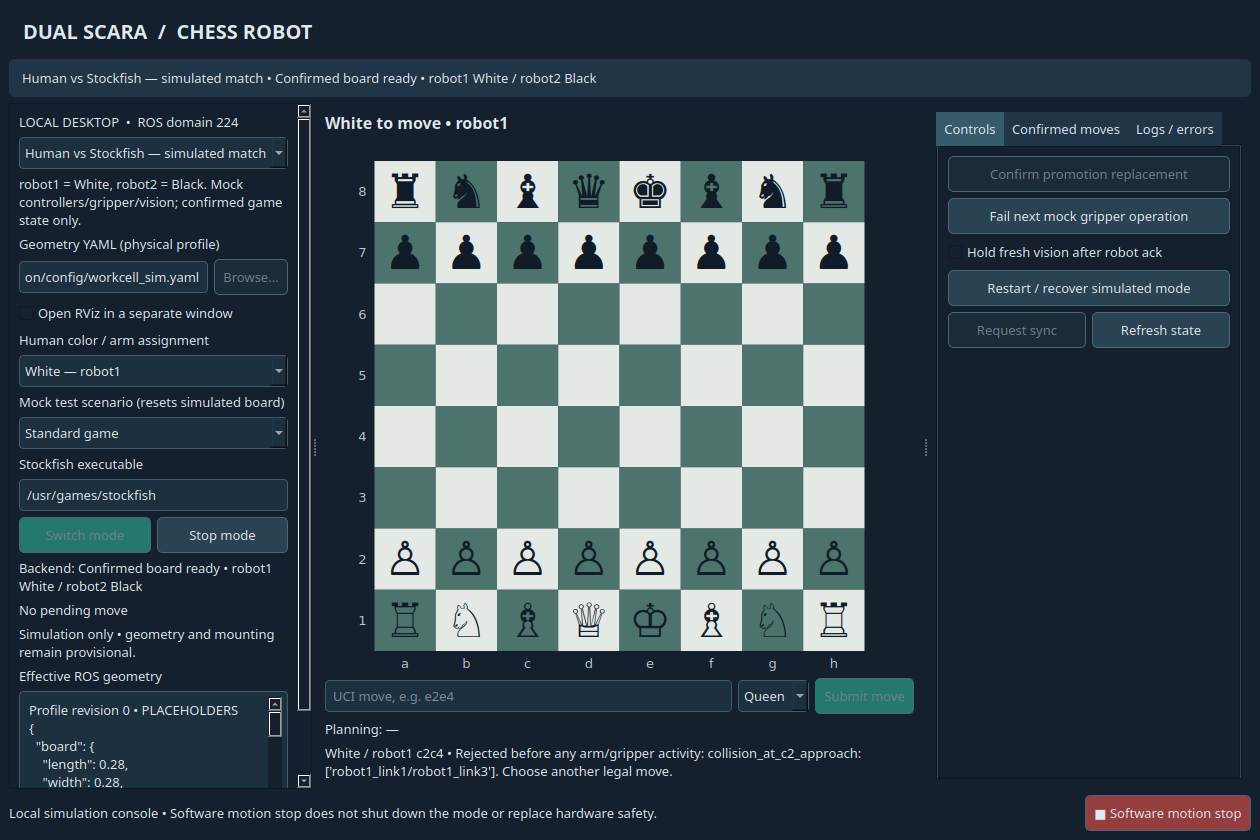 DUAL SCARA / CHESS ROBOT
Human vs Stockfish — simulated match • Confirmed board ready • robot1 White / robot2 Black
LOCAL DESKTOP • ROS domain 224
Human vs Stockfish — simulated match
robot1 = White, robot2 = Black. Mock
controllers/gripper/vision; confirmed game
state only.
Geometry YAML (physical profile)
on/config/workcell_sim.yaml
Browse...
Open RViz in a separate window
Human color / arm assignment
White — robot1
Mock test scenario (resets simulated board)
Standard game
Stockfish executable
/usr/games/stockfish
Switch mode
Stop mode
Backend: Confirmed board ready • robot1
White / robot2 Black
No pending move
Simulation only • geometry and mounting
remain provisional.
Effective ROS geometry
Profile revision 0 • PLACEHOLDERS
{
"board": {
"length": 0.28,
"width": 0.28,
White to move • robot1
8
7
6
5
4
3
2
1
a b c d e f g h
UCI move, e.g. e2e4
Queen
Submit move
Planning: —
White / robot1 c2c4 • Rejected before any arm/gripper activity: collision_at_c2_approach:
['robot1_link1/robot1_link3']. Choose another legal move.
Controls
Confirmed moves
Logs / errors
Confirm promotion replacement
Fail next mock gripper operation
Hold fresh vision after robot ack
Restart / recover simulated mode
Request sync
Refresh state
Local simulation console • Software motion stop does not shut down the mode or replace hardware safety.
Software motion stop